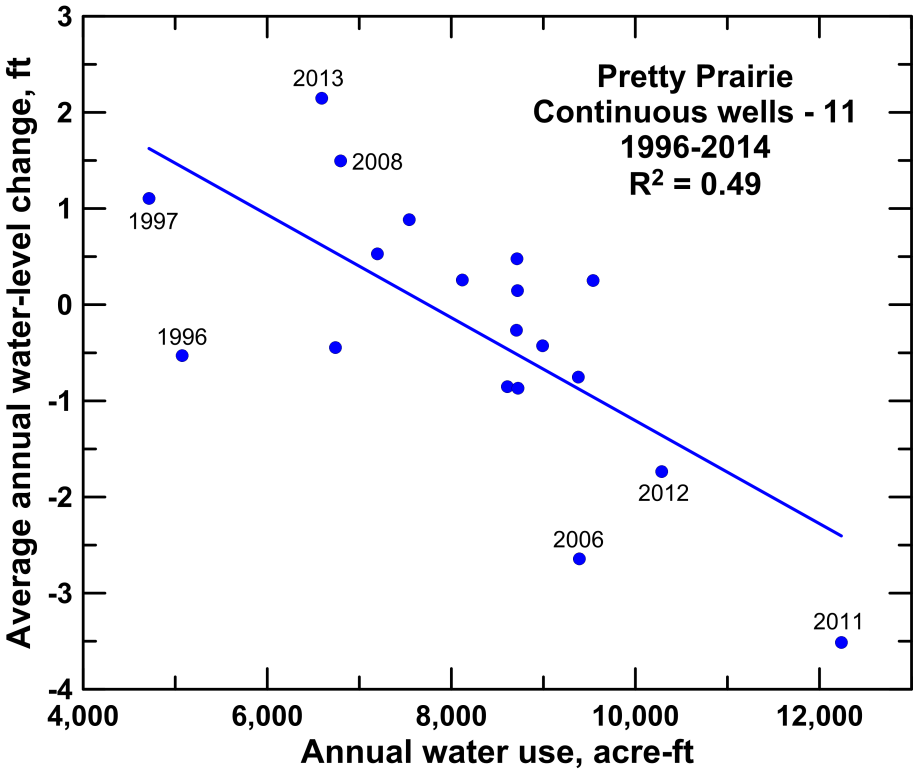 3
2
1
0
-1
-2
-3
-4
Average annual water-level change, ft
Pretty Prairie
Continuous wells - 11
1996-2014
R² = 0.49
2013
2008
1997
1996
2012
2006
2011
4,000 6,000 8,000 10,000 12,000
Annual water use, acre-ft